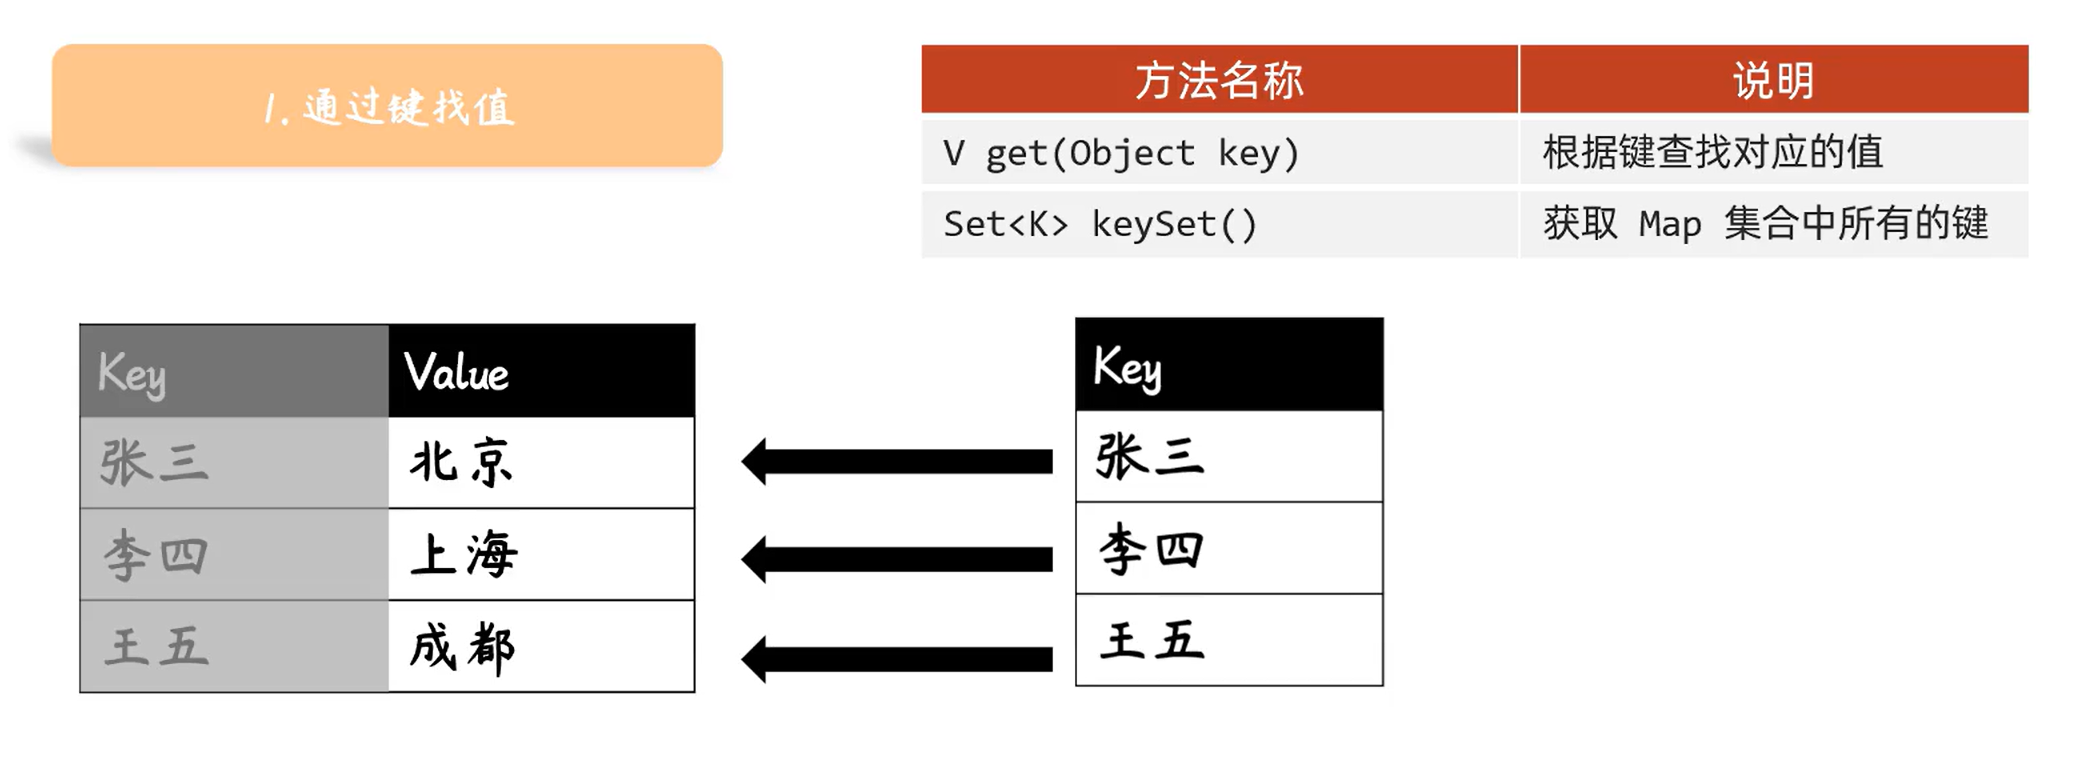 1.通过键找值
方法名称 说明
V get(Object key) 根据键查找对应的值
Set<K> keySet() 获取 Map 集合中所有的键
Key Value
张三 北京
李四 上海
王五 成都
Key
张三
李四
王五